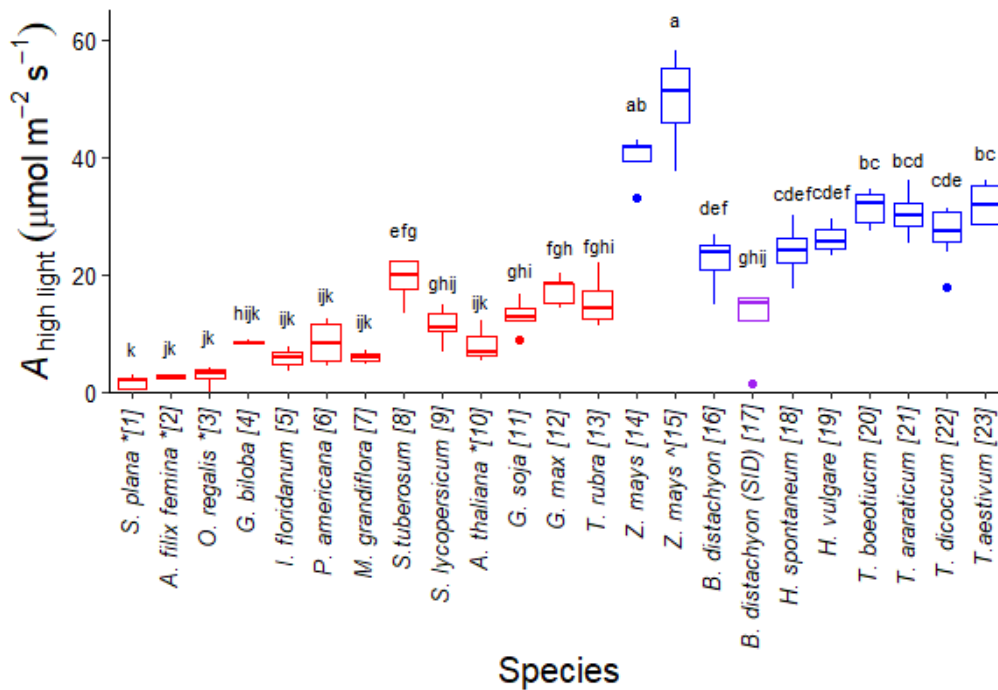 A high light (µmol m−2 s−1)
60
40
20
0
k
jk
jk
hijk
ijk
ijk
ijk
efg
ghij
ijk
ghi
fgh
fghi
ab
a
def
ghij
cdef
cdef
bc
bcd
cde
bc
S. plana *[1]
A. filix femina *[2]
O. regalis *[3]
G. biloba [4]
I. floridanum [5]
P. americana [6]
M. grandiflora [7]
S.tuberosum [8]
S. lycopersicum [9]
A. thaliana *[10]
G. soja [11]
G. max [12]
T. rubra [13]
Z. mays [14]
Z. mays ^[15]
B. distachyon [16]
B. distachyon (SID) [17]
H. spontaneum [18]
H. vulgare [19]
T. boeotiucm [20]
T. araraticum [21]
T. dicoccum [22]
T.aestivum [23]
Species